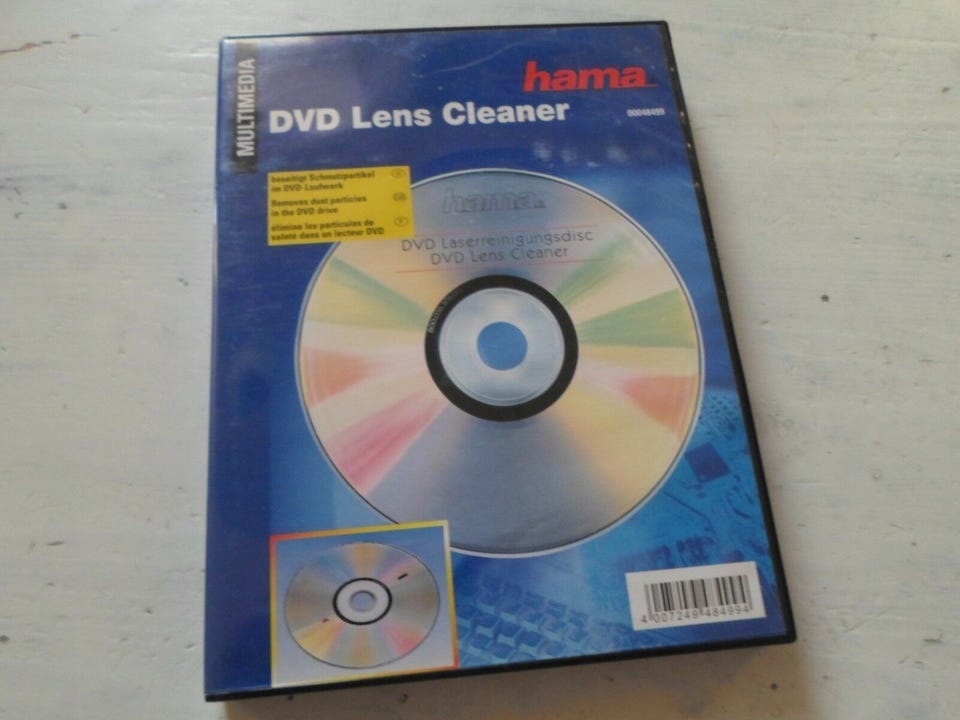 MULTIMEDIA
hama
DVD Lens Cleaner
00048499
beseitigt Schmutzpartikel
im DVD-Laufwerk
D
Removes dust particles
in the DVD drive
GB
élimine les particules de
saleté dans un lecteur DVD
F
hama
DVD Laserreinigungsdisc
DVD Lens Cleaner
4 007249 484994